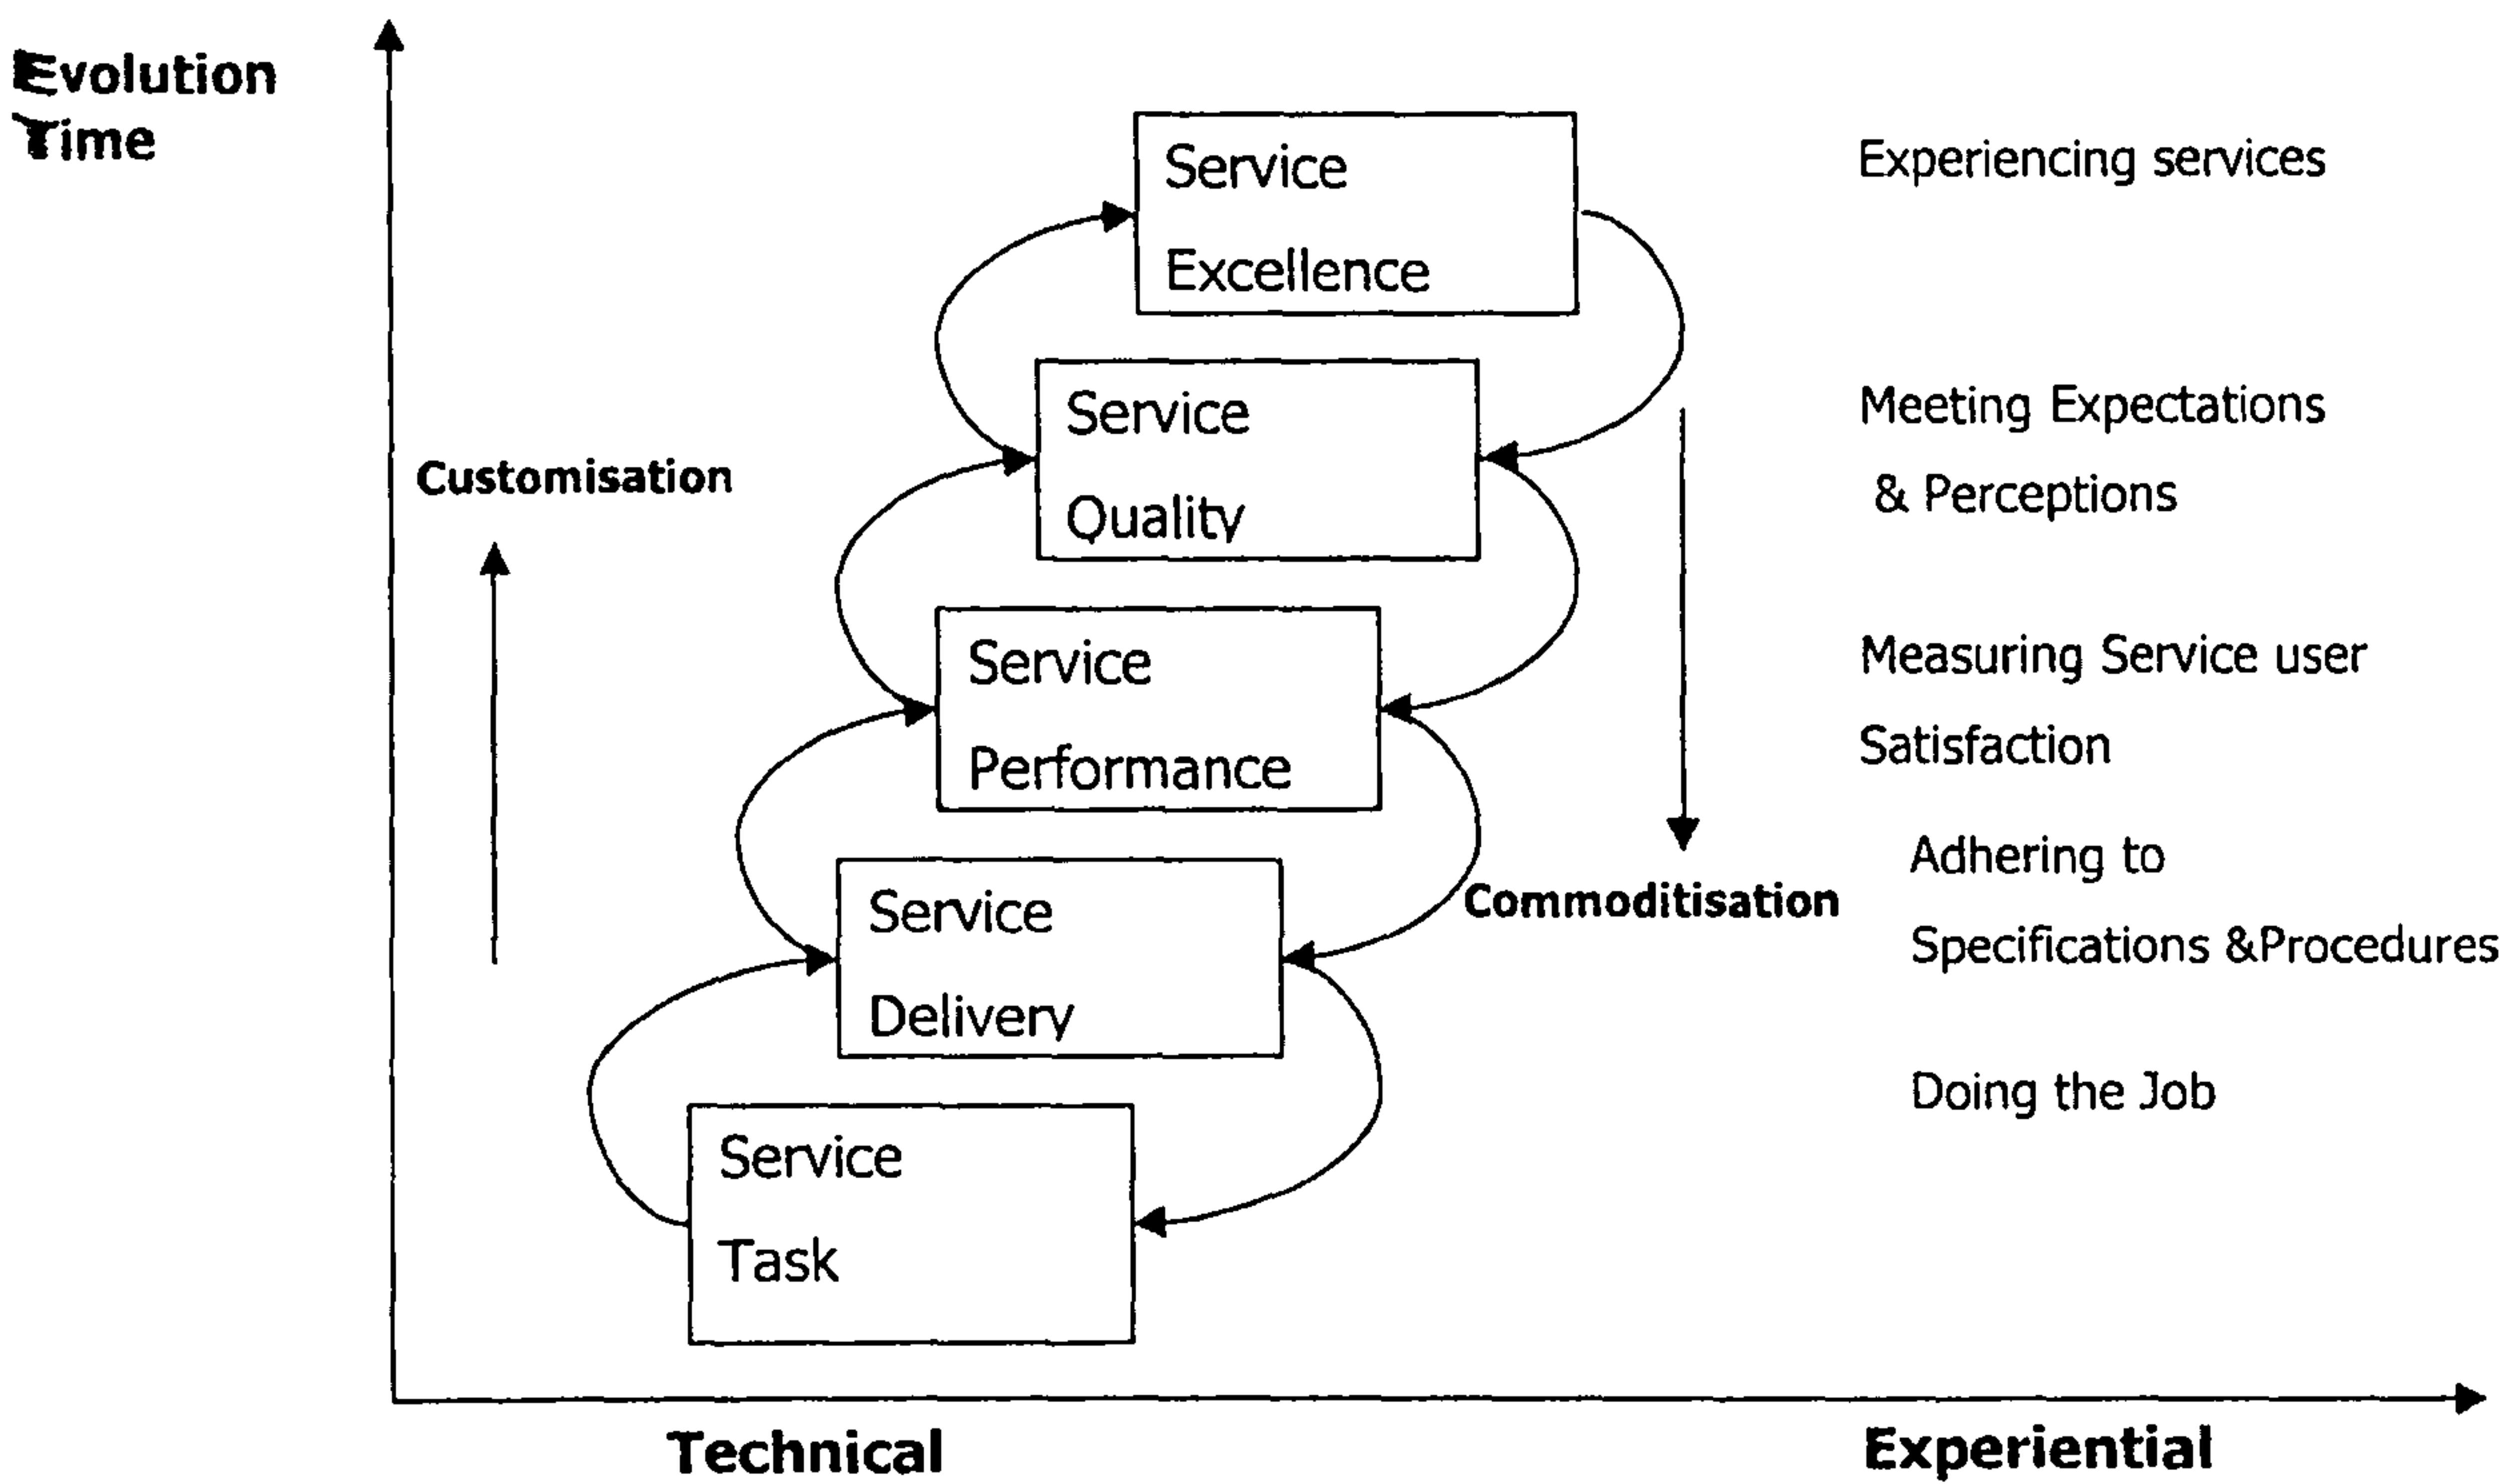 Evolution
Time
Service
Excellence
Experiencing services
Service
Quality
Meeting Expectations
& Perceptions
Customisation
Service
Performance
Measuring Service user
Satisfaction
Service
Delivery
Commoditisation
Adhering to
Specifications &Procedures
Service
Task
Doing the Job
Technical
Experiential